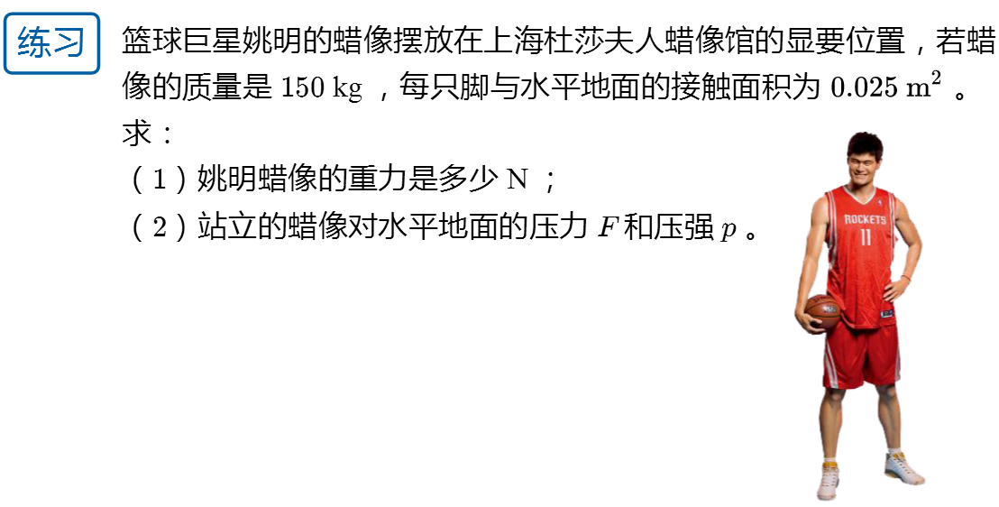 练习
篮球巨星姚明的蜡像摆放在上海杜莎夫人蜡像馆的显要位置，若蜡
像的质量是 150 kg ，每只脚与水平地面的接触面积为 0.025 m² 。
求：
（1）姚明蜡像的重力是多少 N ；
（2）站立的蜡像对水平地面的压力 F 和压强 p 。
ROCKETS
11